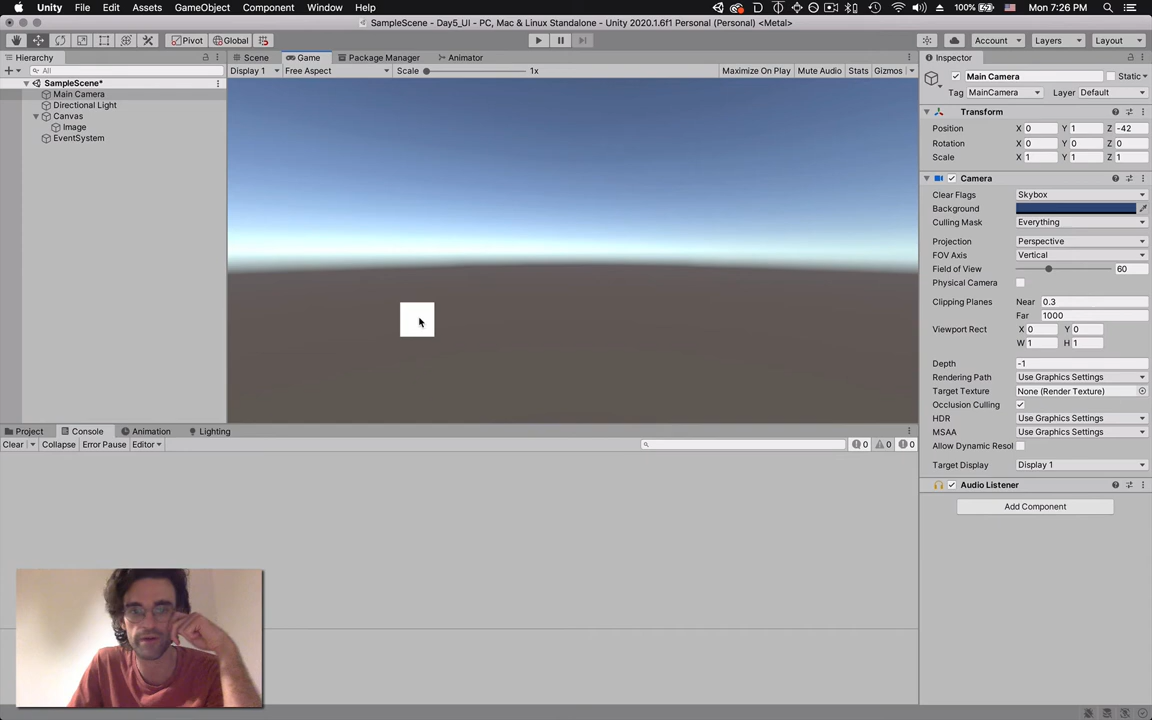 Unity File Edit Assets GameObject Component Window Help 100% Mon 7:26 PM
SampleScene - Day5_UI - PC, Mac & Linux Standalone - Unity 2020.1.6f1 Personal (Personal) <Metal>
Pivot Global Account Layers Layout
Hierarchy Scene Game Package Manager Animator Inspector
All Display 1 Free Aspect Scale 1x Maximize On Play Mute Audio Stats Gizmos
Main Camera Static
Tag MainCamera Layer Default
SampleScene*
Main Camera
Directional Light
Canvas
Image
EventSystem
Transform
Position X 0 Y 1 Z -42
Rotation X 0 Y 0 Z 0
Scale X 1 Y 1 Z 1
Camera
Clear Flags Skybox
Background
Culling Mask Everything
Projection Perspective
FOV Axis Vertical
Field of View 60
Physical Camera
Clipping Planes Near 0.3
Far 1000
Viewport Rect X 0 Y 0
W 1 H 1
Depth -1
Rendering Path Use Graphics Settings
Target Texture None (Render Texture)
Occlusion Culling
HDR Use Graphics Settings
MSAA Use Graphics Settings
Allow Dynamic Resol
Target Display Display 1
Audio Listener
Add Component
Project Console Animation Lighting
Clear Collapse Error Pause Editor 0 0 0